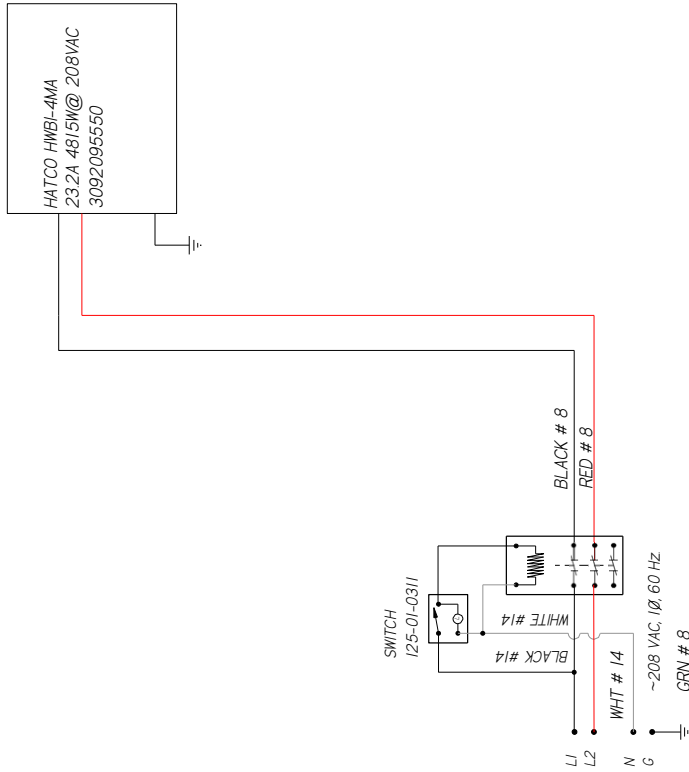 HATCO HWBI-4MA
23.2A 4815W@ 208VAC
3092095550
BLACK # 8
RED # 8
SWITCH
125-01-0311
WHITE #14
BLACK #14
WHT # 14
~208 VAC, 1Ø, 60 HZ.
GRN # 8
L1
L2
N
G